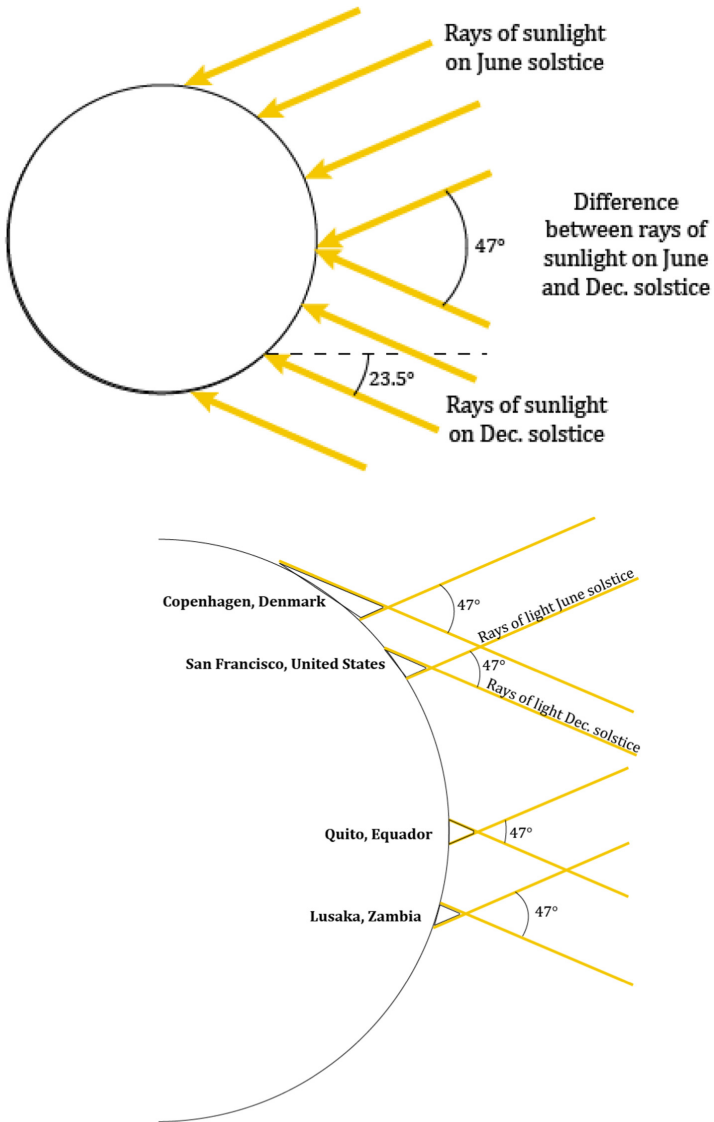 Rays of sunlight
on June solstice
47°
Difference
between rays of
sunlight on June
and Dec. solstice
23.5°
Rays of sunlight
on Dec. solstice
Copenhagen, Denmark
47°
Rays of light June solstice
San Francisco, United States
47°
Rays of light Dec. solstice
Quito, Equador
47°
Lusaka, Zambia
47°